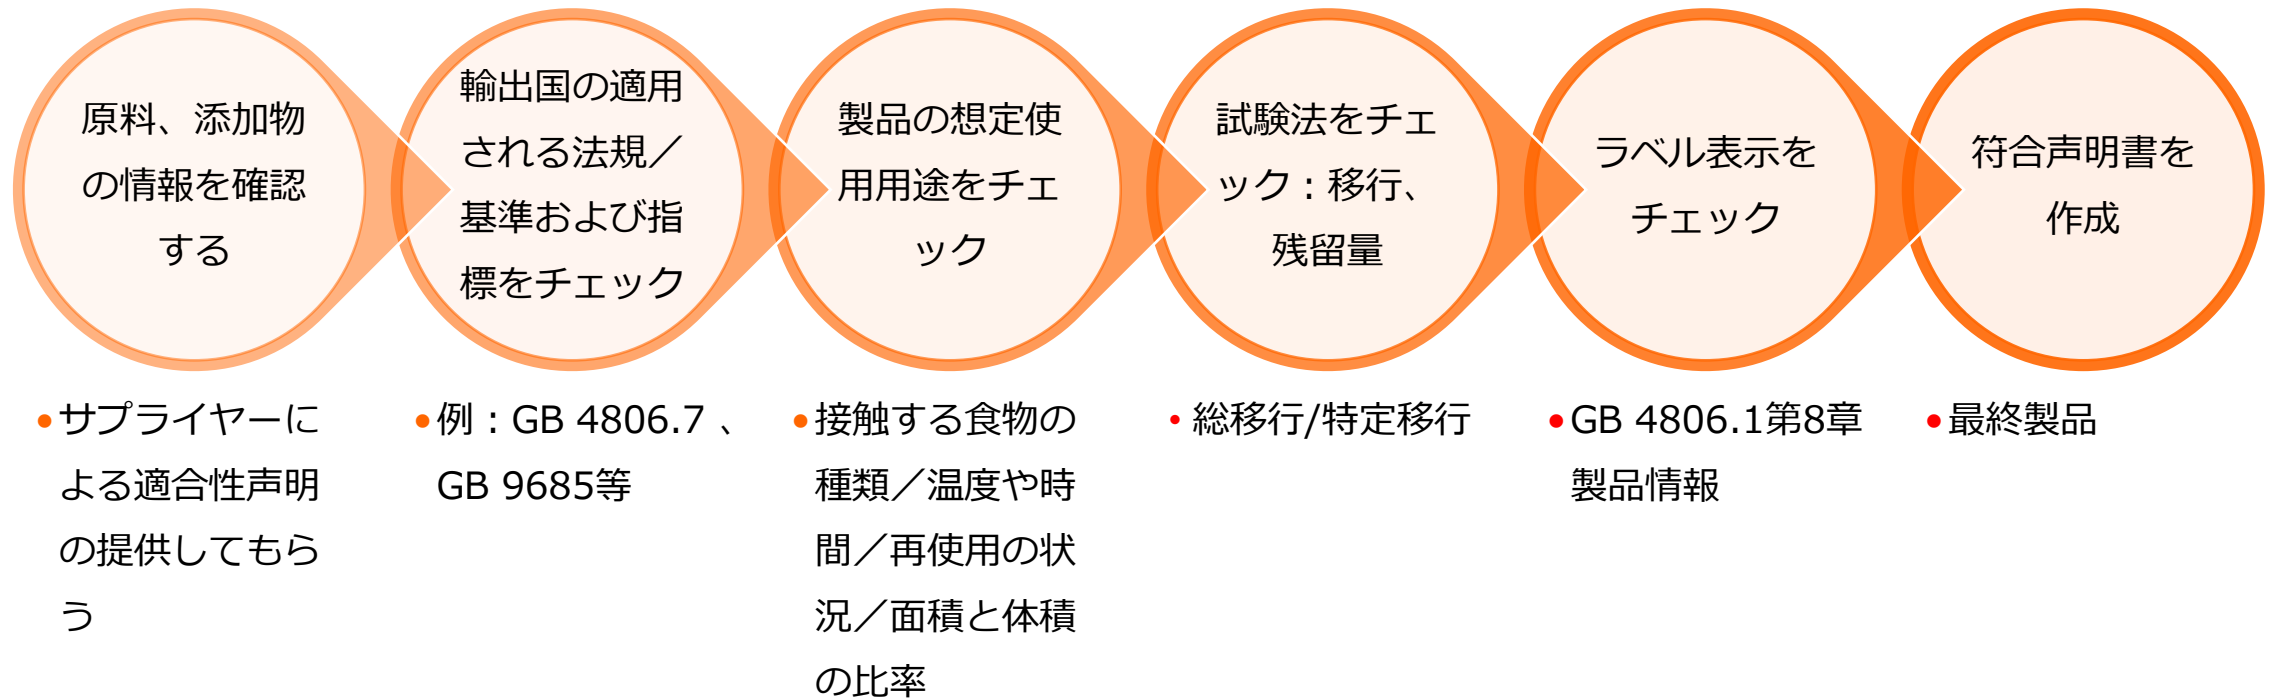 原料、添加物
の情報を確認
する
輸出国の適用
される法規／
基準および指
標をチェック
製品の想定使
用用途をチェ
ック
試験法をチェ
ック：移行、
残留量
ラベル表示を
チェック
符合声明書を
作成
•サプライヤーに
よる適合性声明
の提供してもら
う
•例：GB 4806.7 、
GB 9685等
•接触する食物の
種類／温度や時
間／再使用の状
況／面積と体積
の比率
•総移行/特定移行
•GB 4806.1第8章
製品情報
•最終製品